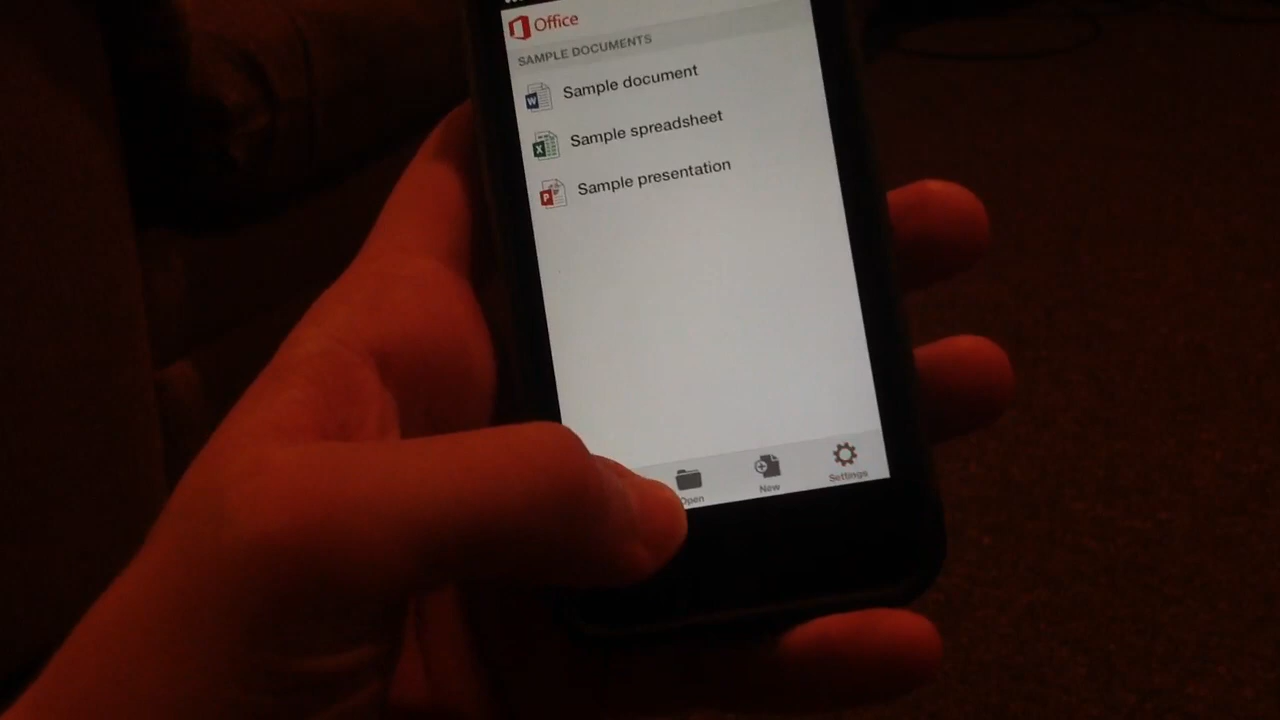 Office
SAMPLE DOCUMENTS
Sample document
Sample spreadsheet
Sample presentation
Open
New
Settings